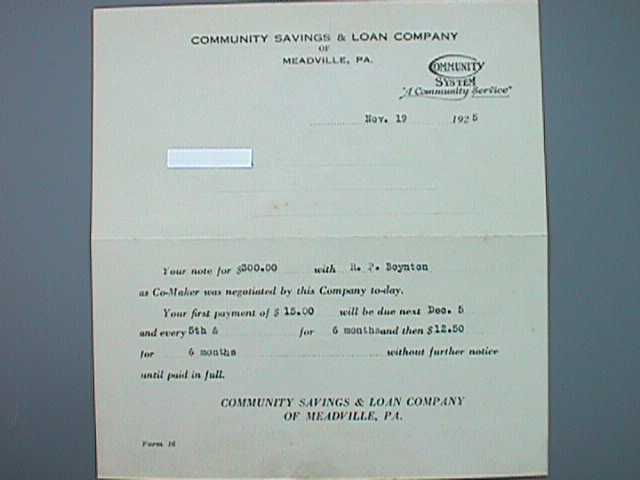 COMMUNITY SAVINGS & LOAN COMPANY
OF
MEADVILLE, PA.
COMMUNITY
SYSTEM
"A Community Service"
Nov. 19 1925
Your note for $300.00 with R. P. Boynton
as Co-Maker was negotiated by this Company to-day.
Your first payment of $ 15.00 will be due next Dec. 5
and every 5th & for 6 months and then $12.50
for 6 months without further notice
until paid in full.
COMMUNITY SAVINGS & LOAN COMPANY
OF MEADVILLE, PA.
Form 16